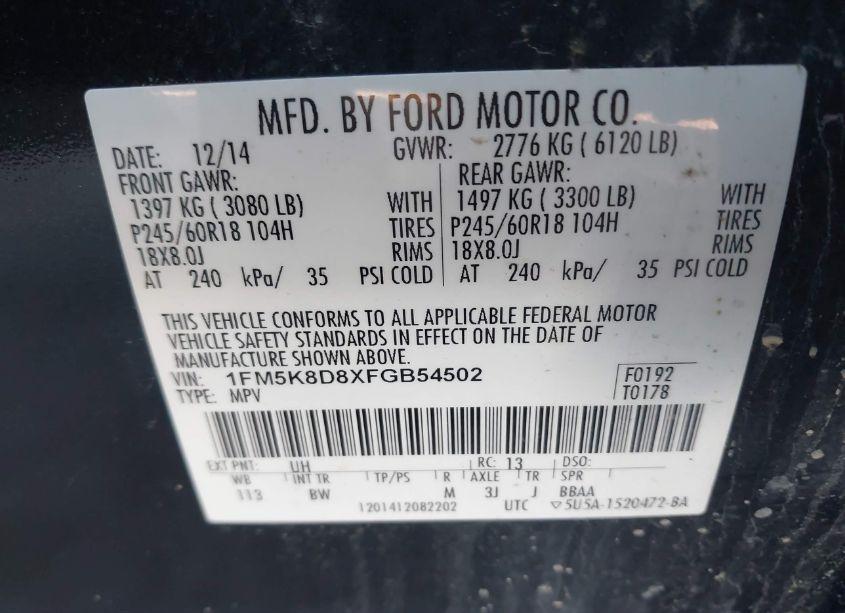 MFD. BY FORD MOTOR CO.
DATE: 12/14 GVWR: 2776 KG ( 6120 LB)
FRONT GAWR: REAR GAWR:
1397 KG ( 3080 LB) WITH 1497 KG ( 3300 LB) WITH
P245/60R18 104H TIRES P245/60R18 104H TIRES
18X8.0J RIMS 18X8.0J RIMS
AT 240 kPa/ 35 PSI COLD AT 240 kPa/ 35 PSI COLD
THIS VEHICLE CONFORMS TO ALL APPLICABLE FEDERAL MOTOR
VEHICLE SAFETY STANDARDS IN EFFECT ON THE DATE OF
MANUFACTURE SHOWN ABOVE.
VIN: 1FM5K8D8XFGB54502 F0192
TYPE: MPV T0178
EXT PNT: UH RC: 13 DSO:
WB INT TR TP/PS R AXLE TR SPR
113 BW M 3J J BBAA
1201412082202 UTC ▽5U5A-1520472-BA